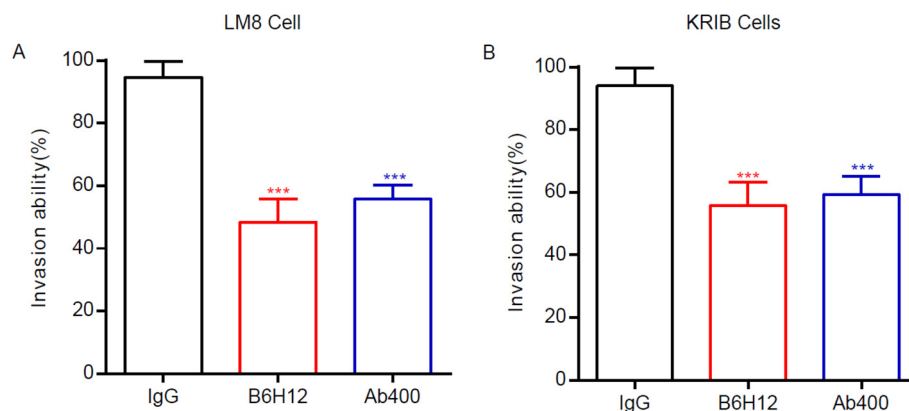 LM8 Cell
A
Invasion ability(%)
100
80
60
40
20
0
***
***
IgG
B6H12
Ab400
KRIB Cells
B
Invasion ability(%)
100
80
60
40
20
0
***
***
IgG
B6H12
Ab400